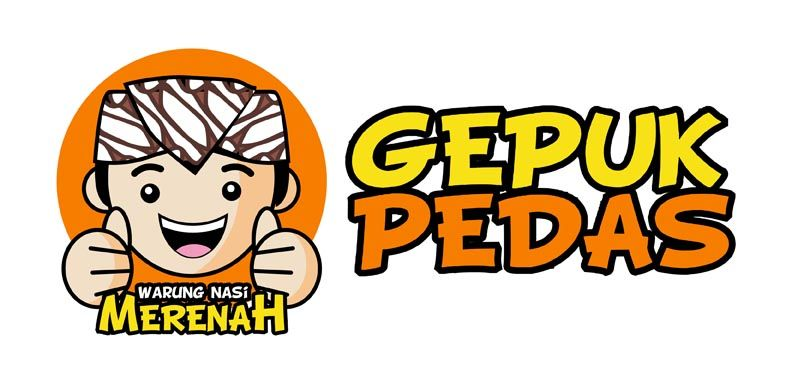 WARUNG NASI
MERENAH
GEPUK
PEDAS